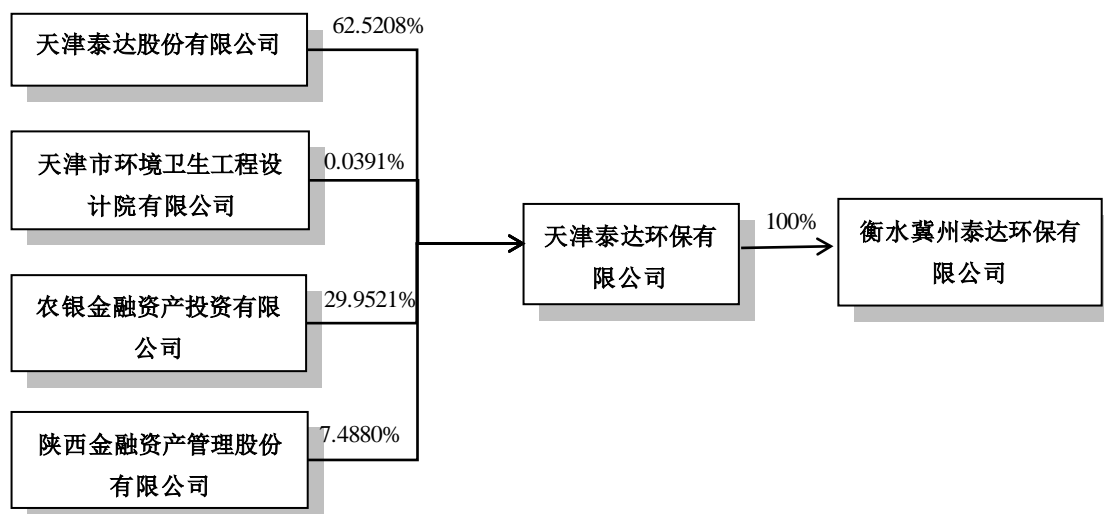 天津泰达股份有限公司
62.5208%
天津市环境卫生工程设
计院有限公司
0.0391%
农银金融资产投资有限
公司
29.9521%
陕西金融资产管理股份
有限公司
7.4880%
天津泰达环保有
限公司
100%
衡水冀州泰达环保有
限公司